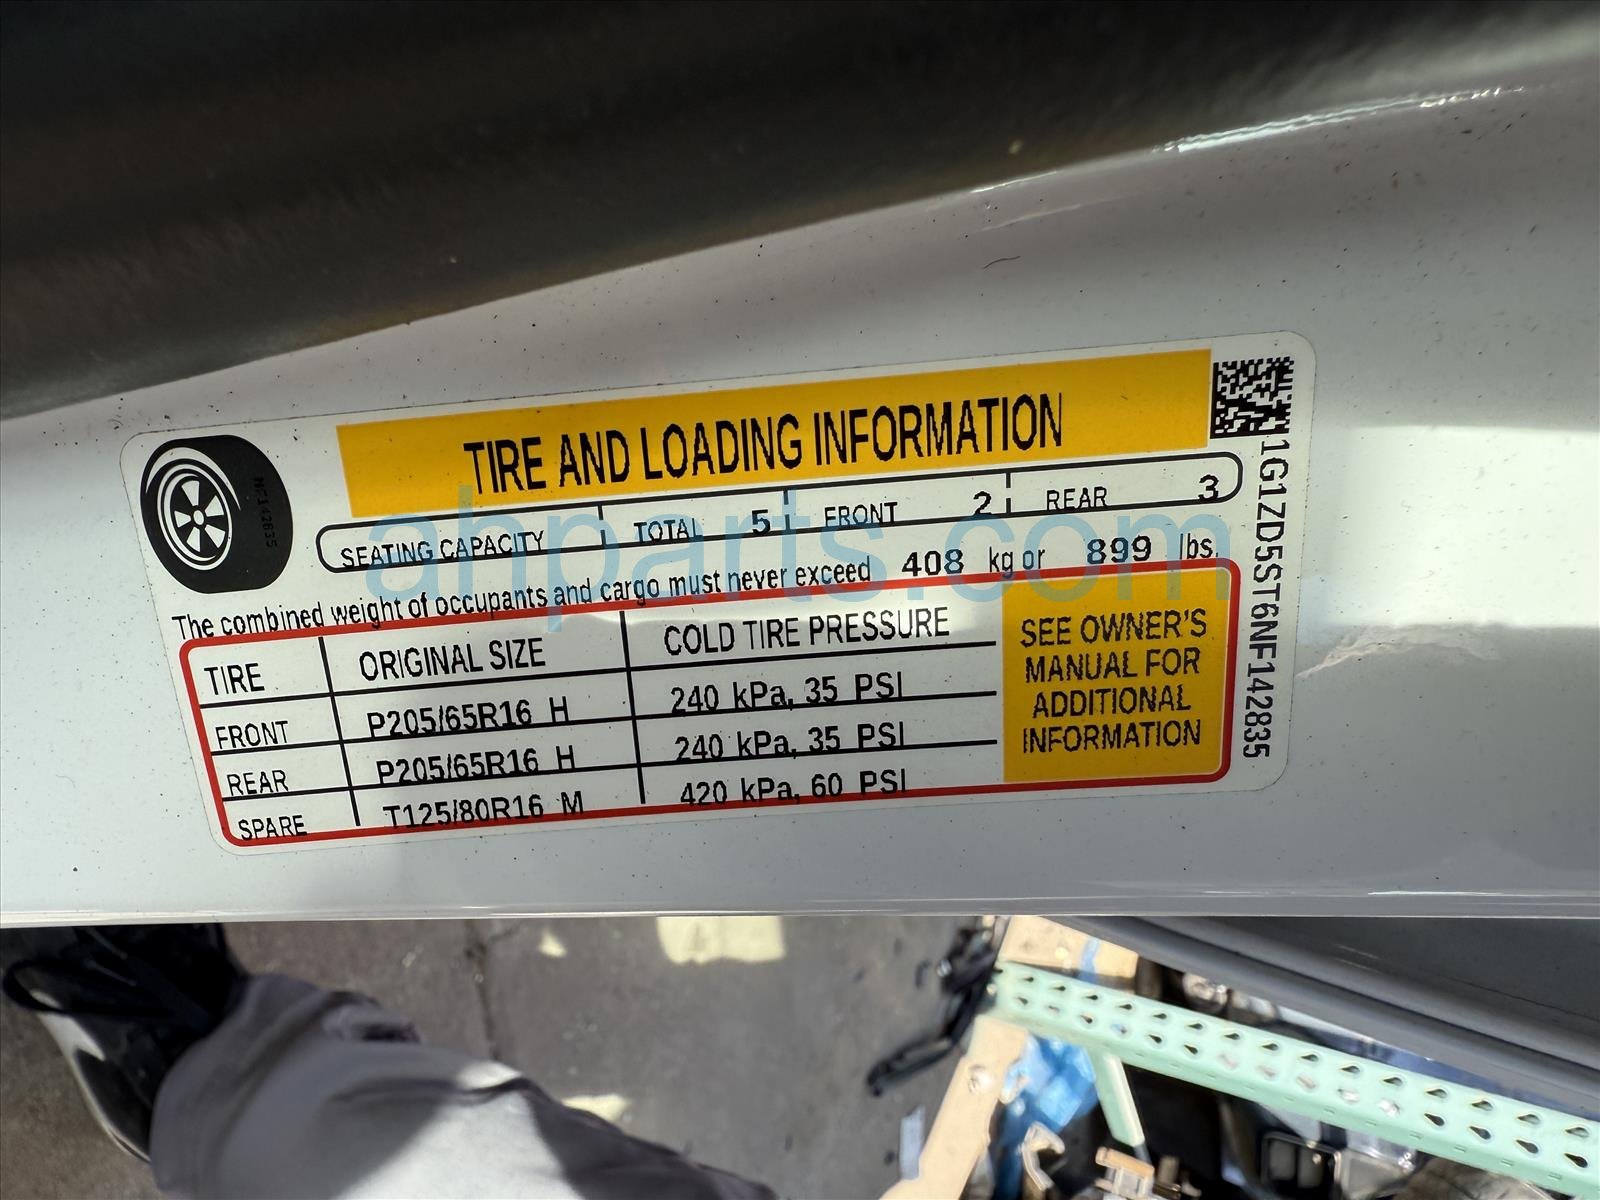 TIRE AND LOADING INFORMATION
NF142835
SEATING CAPACITY TOTAL 5 FRONT 2 REAR 3
The combined weight of occupants and cargo must never exceed 408 kg or 899 lbs.
TIRE ORIGINAL SIZE COLD TIRE PRESSURE
FRONT P205/65R16 H 240 kPa, 35 PSI
REAR P205/65R16 H 240 kPa, 35 PSI
SPARE T125/80R16 M 420 kPa, 60 PSI
SEE OWNER'S
MANUAL FOR
ADDITIONAL
INFORMATION
1G1ZD5ST6NF142835
ahparts.com